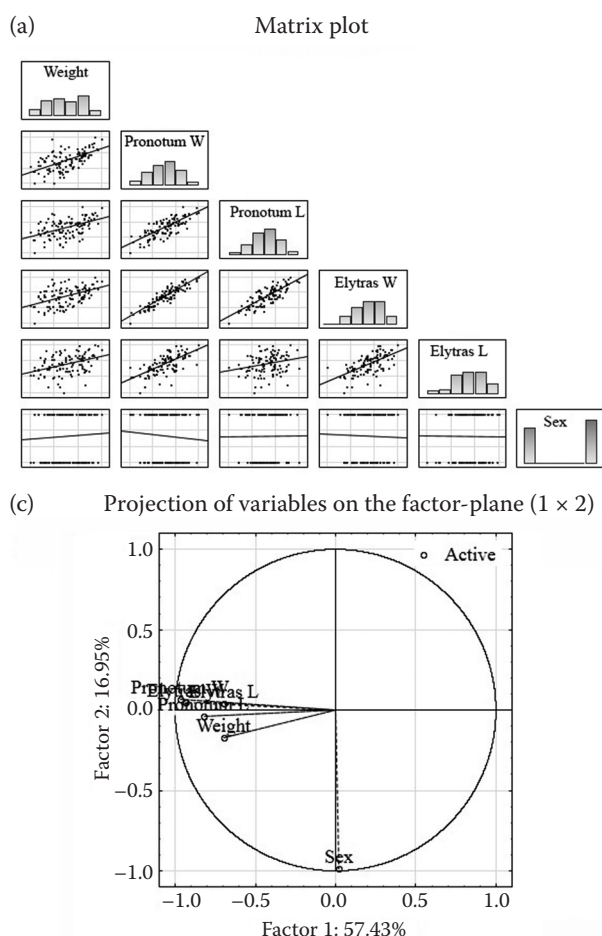 (a) Matrix plot
Weight
Pronotum W
Pronotum L
Elytras W
Elytras L
Sex
(c) Projection of variables on the factor-plane (1 × 2)
Active
1.0
0.5
0.0
−0.5
−1.0
Factor 2: 16.95%
Pronotum W
Elytras L
Pronotum L
Weight
Sex
−1.0 −0.5 0.0 0.5 1.0
Factor 1: 57.43%